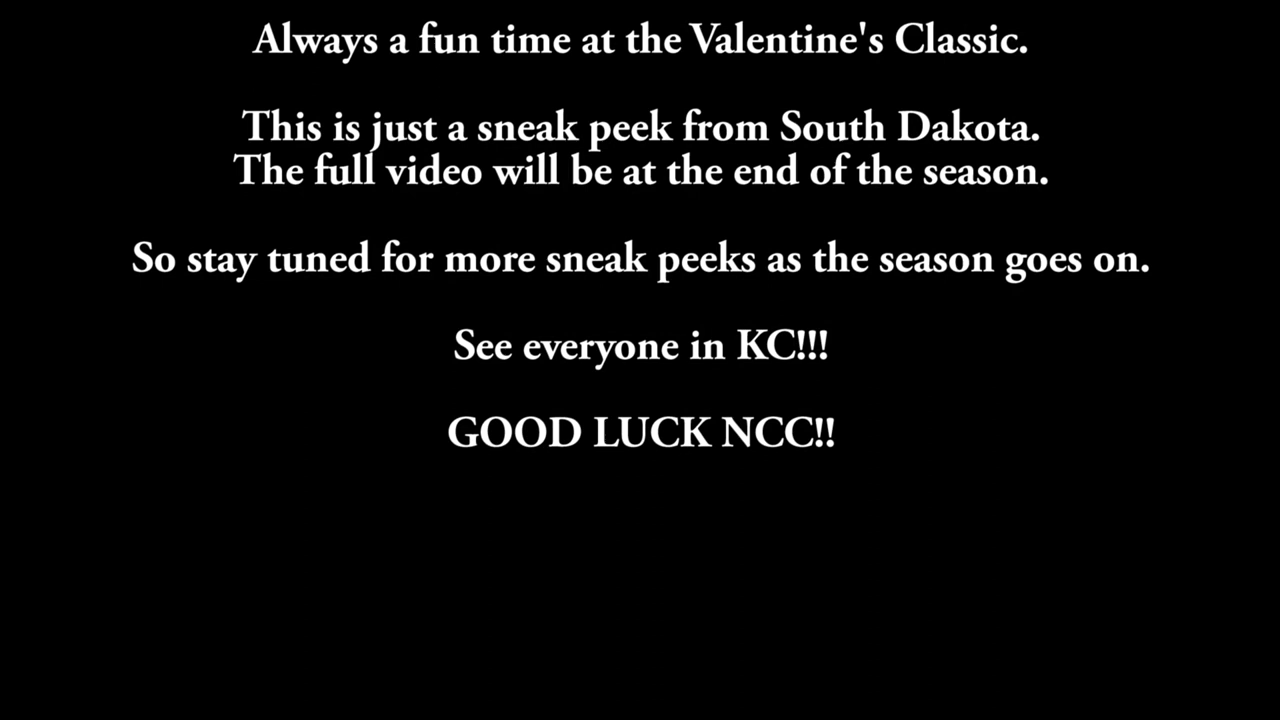 Always a fun time at the Valentine's Classic.
This is just a sneak peek from South Dakota.
The full video will be at the end of the season.
So stay tuned for more sneak peeks as the season goes on.
See everyone in KC!!!
GOOD LUCK NCC!!